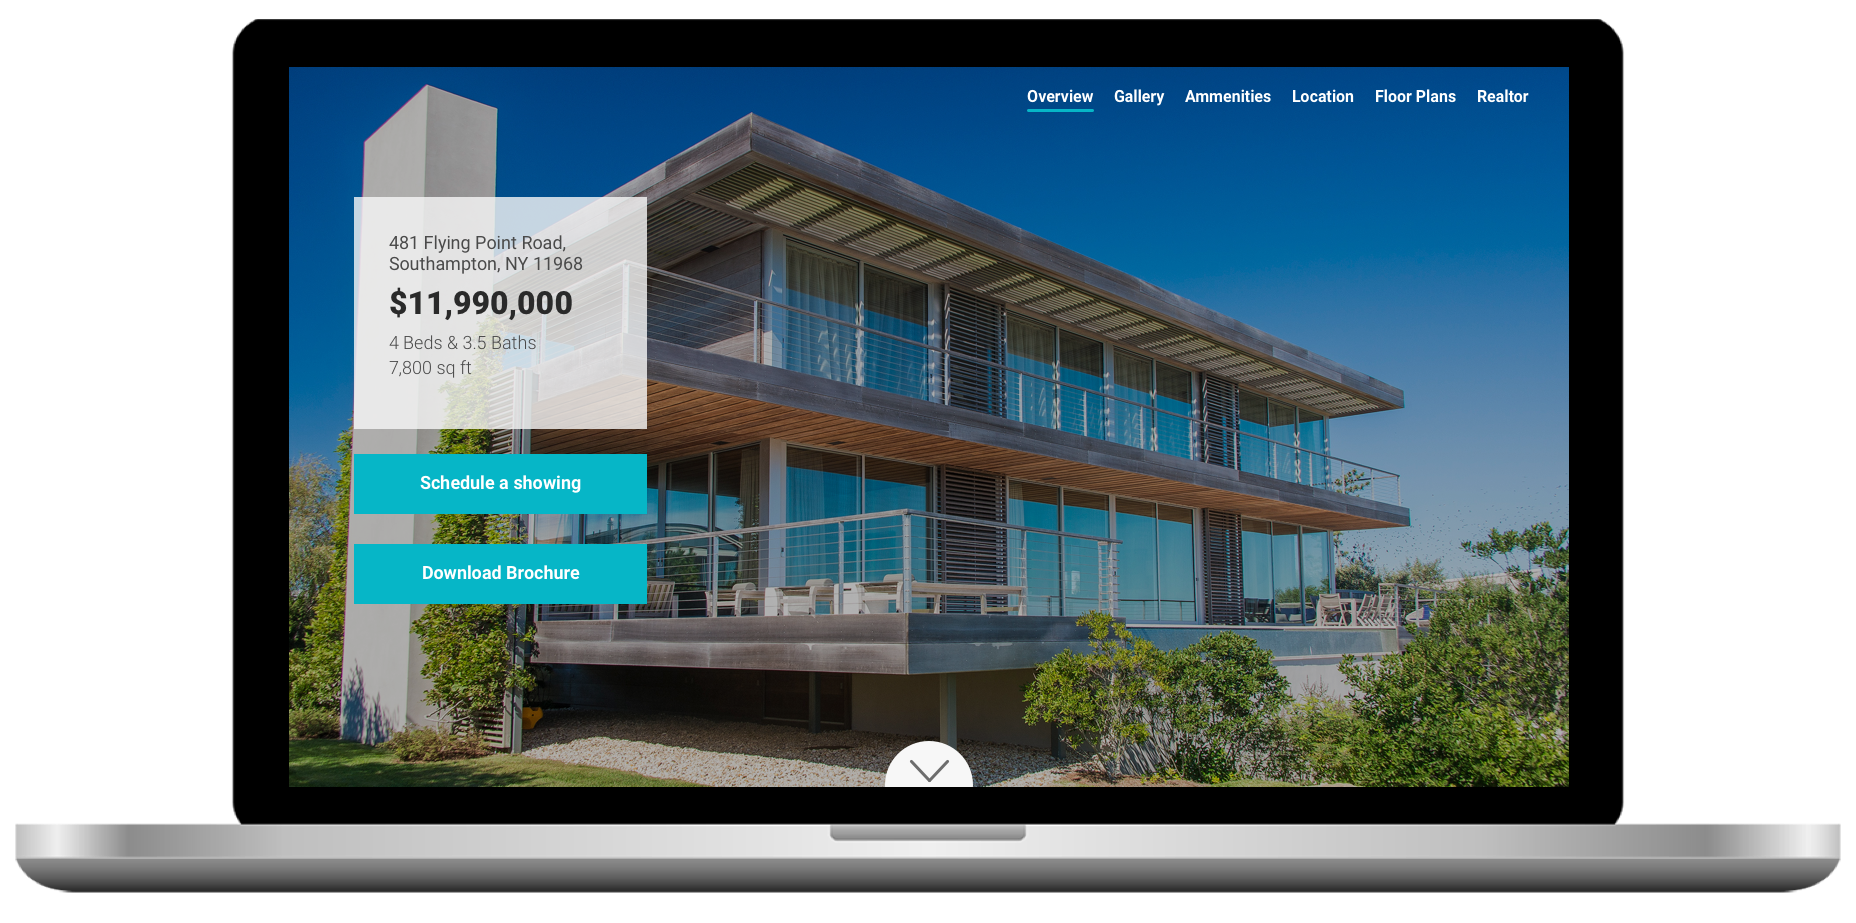 Overview Gallery Ammenities Location Floor Plans Realtor
481 Flying Point Road,
Southampton, NY 11968
$11,990,000
4 Beds & 3.5 Baths
7,800 sq ft
Schedule a showing
Download Brochure